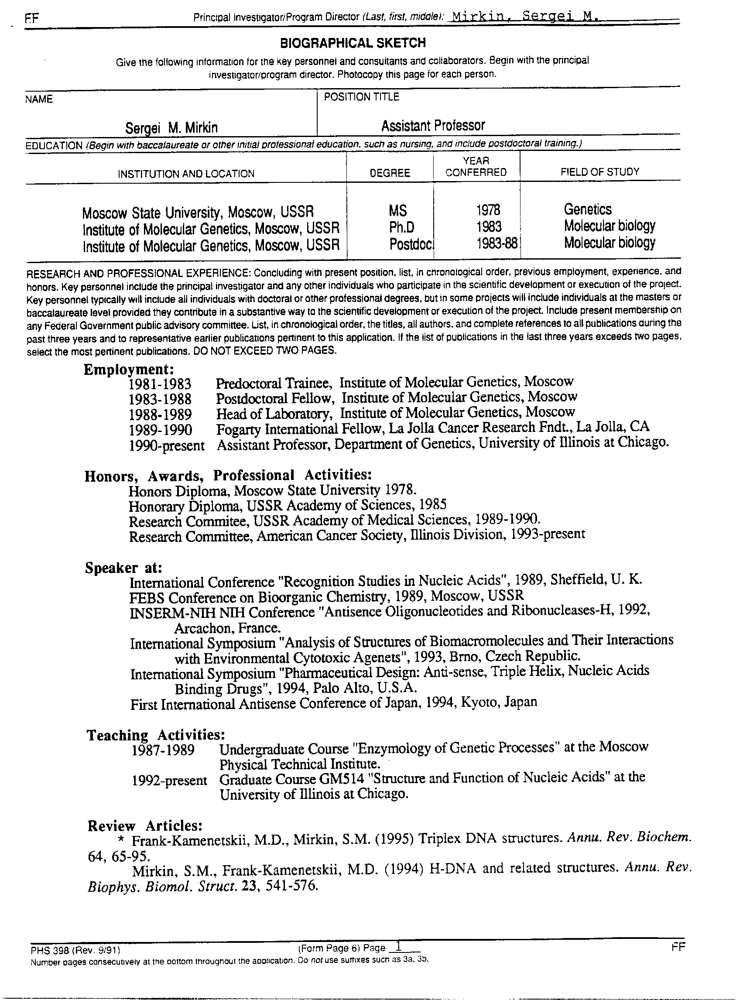 FF
Principal Investigator/Program Director (Last, first, middle): Mirkin, Sergei M.
BIOGRAPHICAL SKETCH
Give the following information for the key personnel and consultants and collaborators. Begin with the principal
investigator/program director. Photocopy this page for each person.
NAME
POSITION TITLE
Sergei M. Mirkin
Assistant Professor
EDUCATION (Begin with baccalaureate or other initial professional education, such as nursing, and include postdoctoral training.)
INSTITUTION AND LOCATION DEGREE YEAR CONFERRED FIELD OF STUDY
Moscow State University, Moscow, USSR MS 1978 Genetics
Institute of Molecular Genetics, Moscow, USSR Ph.D 1983 Molecular biology
Institute of Molecular Genetics, Moscow, USSR Postdoc 1983-88 Molecular biology
RESEARCH AND PROFESSIONAL EXPERIENCE: Concluding with present position, list, in chronological order, previous employment, experience, and
honors. Key personnel include the principal investigator and any other individuals who participate in the scientific development or execution of the project.
Key personnel typically will include all individuals with doctoral or other professional degrees, but in some projects will include individuals at the masters or
baccalaureate level provided they contribute in a substantive way to the scientific development or execution of the project. Include present membership on
any Federal Government public advisory committee. List, in chronological order, the titles, all authors, and complete references to all publications during the
past three years and to representative earlier publications pertinent to this application. If the list of publications in the last three years exceeds two pages,
select the most pertinent publications. DO NOT EXCEED TWO PAGES.
Employment:
1981-1983 Predoctoral Trainee, Institute of Molecular Genetics, Moscow
1983-1988 Postdoctoral Fellow, Institute of Molecular Genetics, Moscow
1988-1989 Head of Laboratory, Institute of Molecular Genetics, Moscow
1989-1990 Fogarty International Fellow, La Jolla Cancer Research Fndt., La Jolla, CA
1990-present Assistant Professor, Department of Genetics, University of Illinois at Chicago.
Honors, Awards, Professional Activities:
Honors Diploma, Moscow State University 1978.
Honorary Diploma, USSR Academy of Sciences, 1985
Research Commitee, USSR Academy of Medical Sciences, 1989-1990.
Research Committee, American Cancer Society, Illinois Division, 1993-present
Speaker at:
International Conference "Recognition Studies in Nucleic Acids", 1989, Sheffield, U. K.
FEBS Conference on Bioorganic Chemistry, 1989, Moscow, USSR
INSERM-NIH NIH Conference "Antisence Oligonucleotides and Ribonucleases-H, 1992,
Arcachon, France.
International Symposium "Analysis of Structures of Biomacromolecules and Their Interactions
with Environmental Cytotoxic Agenets", 1993, Brno, Czech Republic.
International Symposium "Pharmaceutical Design: Anti-sense, Triple Helix, Nucleic Acids
Binding Drugs", 1994, Palo Alto, U.S.A.
First International Antisense Conference of Japan, 1994, Kyoto, Japan
Teaching Activities:
1987-1989 Undergraduate Course "Enzymology of Genetic Processes" at the Moscow
Physical Technical Institute.
1992-present Graduate Course GM514 "Structure and Function of Nucleic Acids" at the
University of Illinois at Chicago.
Review Articles:
* Frank-Kamenetskii, M.D., Mirkin, S.M. (1995) Triplex DNA structures. Annu. Rev. Biochem.
64, 65-95.
Mirkin, S.M., Frank-Kamenetskii, M.D. (1994) H-DNA and related structures. Annu. Rev.
Biophys. Biomol. Struct. 23, 541-576.
PHS 398 (Rev. 9/91) (Form Page 6) Page 1 FF
Number pages consecutively at the bottom throughout the application. Do not use suffixes such as 3a, 3b.